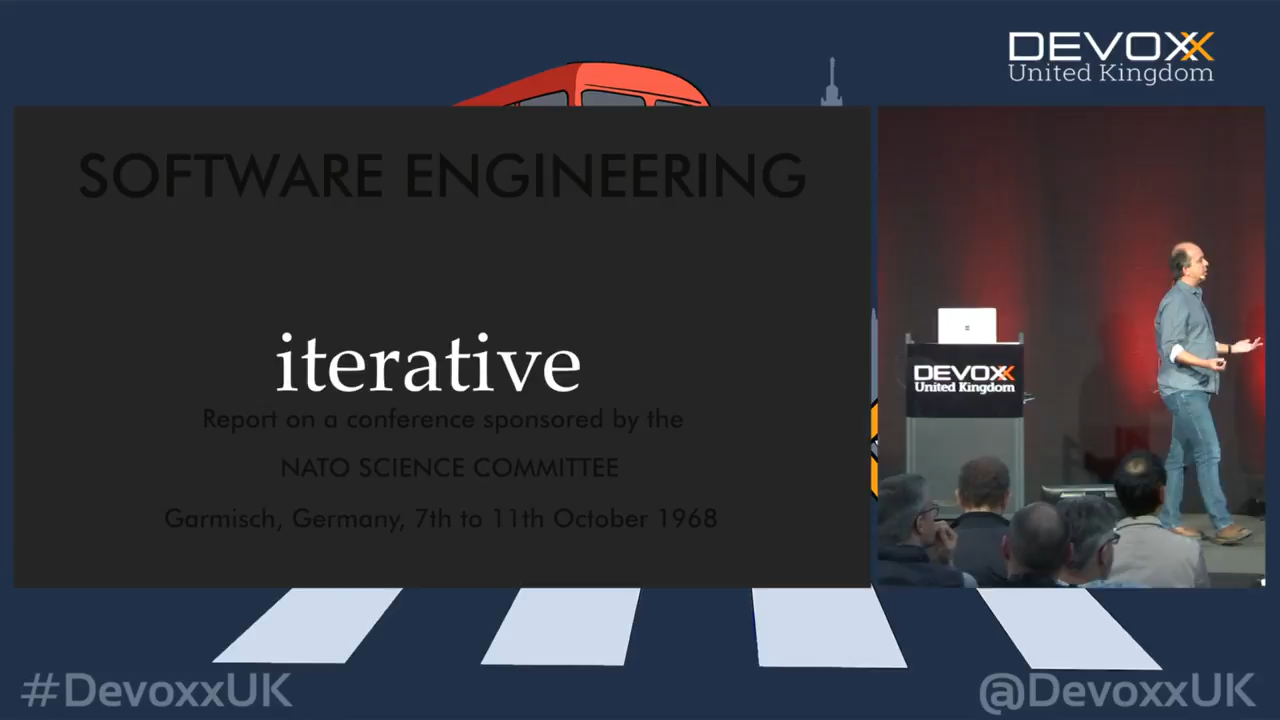 DEVOXX
United Kingdom
SOFTWARE ENGINEERING
iterative
Report on a conference sponsored by the
NATO SCIENCE COMMITTEE
Garmisch, Germany, 7th to 11th October 1968
DEVOXX
United Kingdom
#DevoxxUK
@DevoxxUK